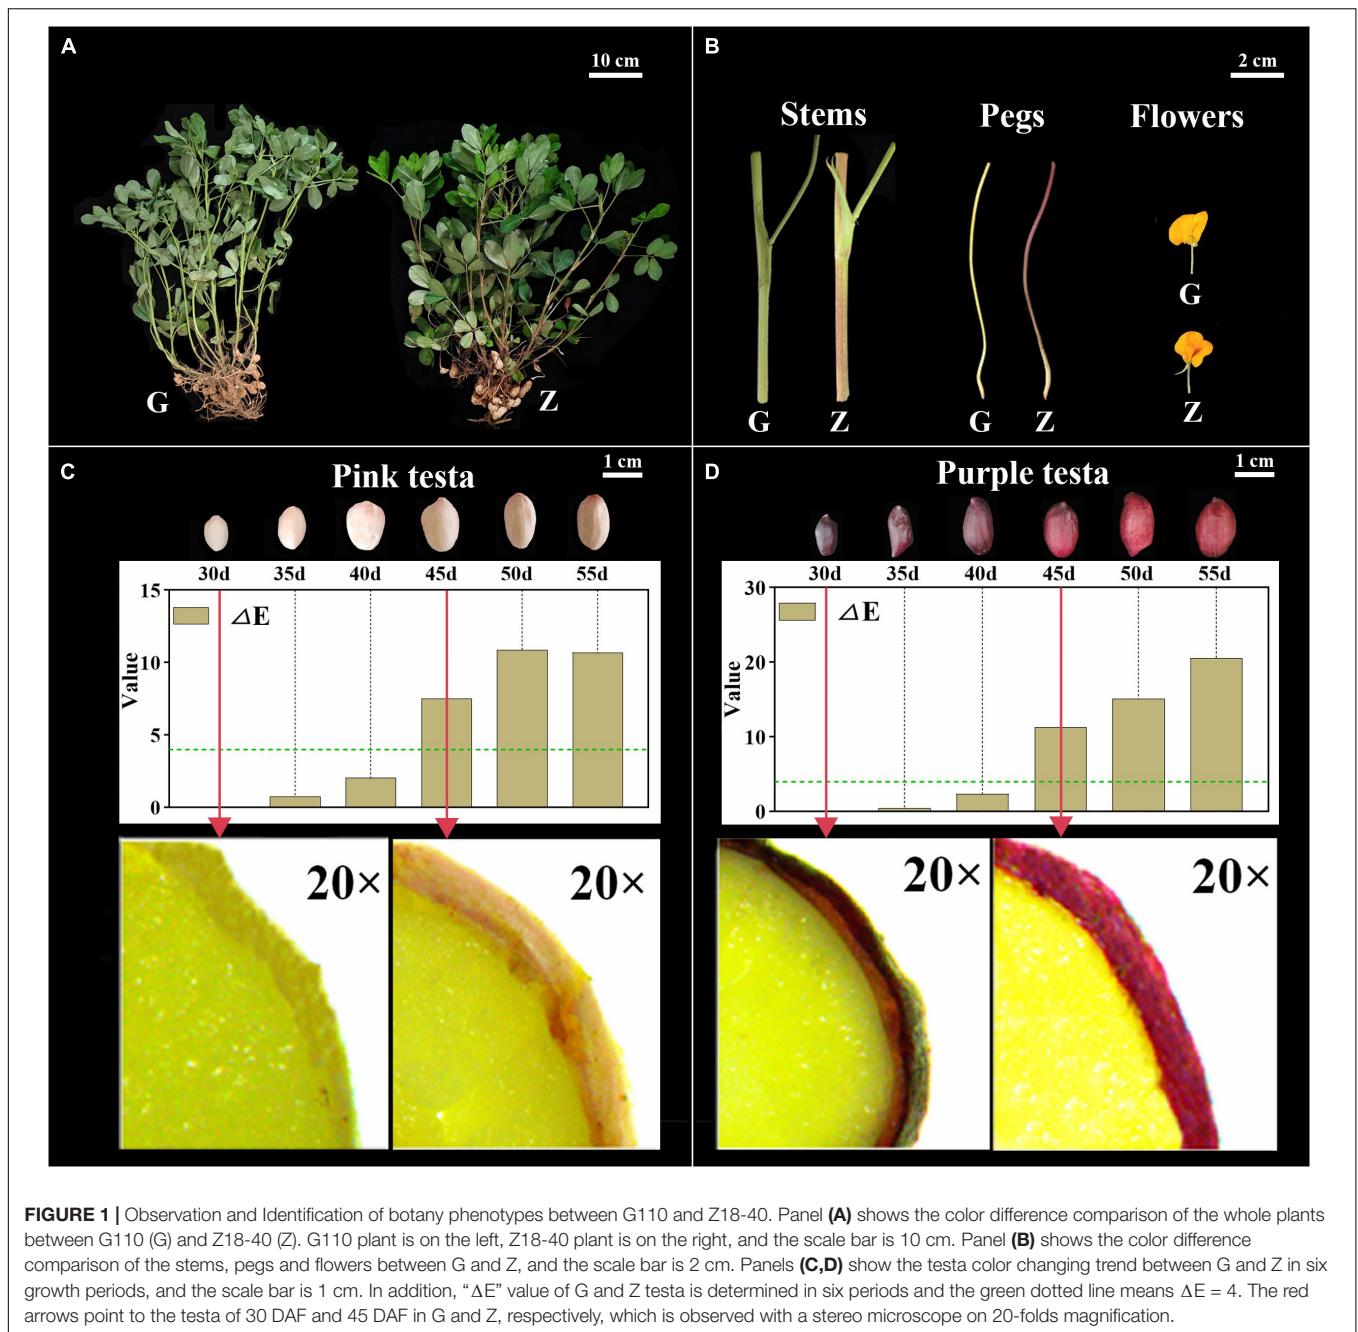 A
10 cm
G
Z
B
2 cm
Stems
Pegs
Flowers
G
Z
G
Z
G
Z
C
Pink testa
1 cm
30d 35d 40d 45d 50d 55d
15
10
5
0
Value
△E
20×
20×
D
Purple testa
1 cm
30d 35d 40d 45d 50d 55d
30
20
10
0
Value
△E
20×
20×
FIGURE 1 | Observation and Identification of botany phenotypes between G110 and Z18-40. Panel (A) shows the color difference comparison of the whole plants
between G110 (G) and Z18-40 (Z). G110 plant is on the left, Z18-40 plant is on the right, and the scale bar is 10 cm. Panel (B) shows the color difference
comparison of the stems, pegs and flowers between G and Z, and the scale bar is 2 cm. Panels (C,D) show the testa color changing trend between G and Z in six
growth periods, and the scale bar is 1 cm. In addition, “ΔE” value of G and Z testa is determined in six periods and the green dotted line means ΔE = 4. The red
arrows point to the testa of 30 DAF and 45 DAF in G and Z, respectively, which is observed with a stereo microscope on 20-folds magnification.